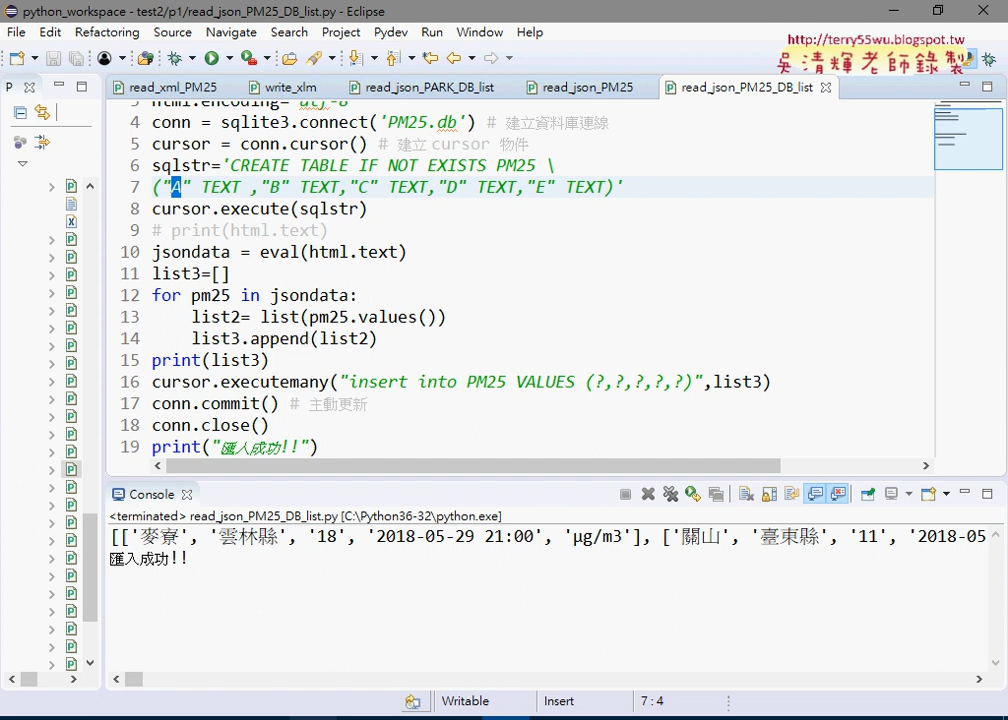 python_workspace - test2/p1/read_json_PM25_DB_list.py - Eclipse
File Edit Refactoring Source Navigate Search Project Pydev Run Window Help
http://terry55wu.blogspot.tw
吳清輝老師錄製
P
read_xml_PM25 write_xlm read_json_PARK_DB_list read_json_PM25 read_json_PM25_DB_list
3 html.encoding='utf-8'
4 conn = sqlite3.connect('PM25.db') # 建立資料庫連線
5 cursor = conn.cursor() # 建立 cursor 物件
6 sqlstr='CREATE TABLE IF NOT EXISTS PM25 \
7 ("A" TEXT ,"B" TEXT,"C" TEXT,"D" TEXT,"E" TEXT)'
8 cursor.execute(sqlstr)
9 # print(html.text)
10 jsondata = eval(html.text)
11 list3=[]
12 for pm25 in jsondata:
13 list2= list(pm25.values())
14 list3.append(list2)
15 print(list3)
16 cursor.executemany("insert into PM25 VALUES (?,?,?,?,?)",list3)
17 conn.commit() # 主動更新
18 conn.close()
19 print("匯入成功!!")
Console
<terminated> read_json_PM25_DB_list.py [C:\Python36-32\python.exe]
[['麥寮', '雲林縣', '18', '2018-05-29 21:00', 'μg/m3'], ['關山', '臺東縣', '11', '2018-05
匯入成功!!
Writable Insert 7 : 4